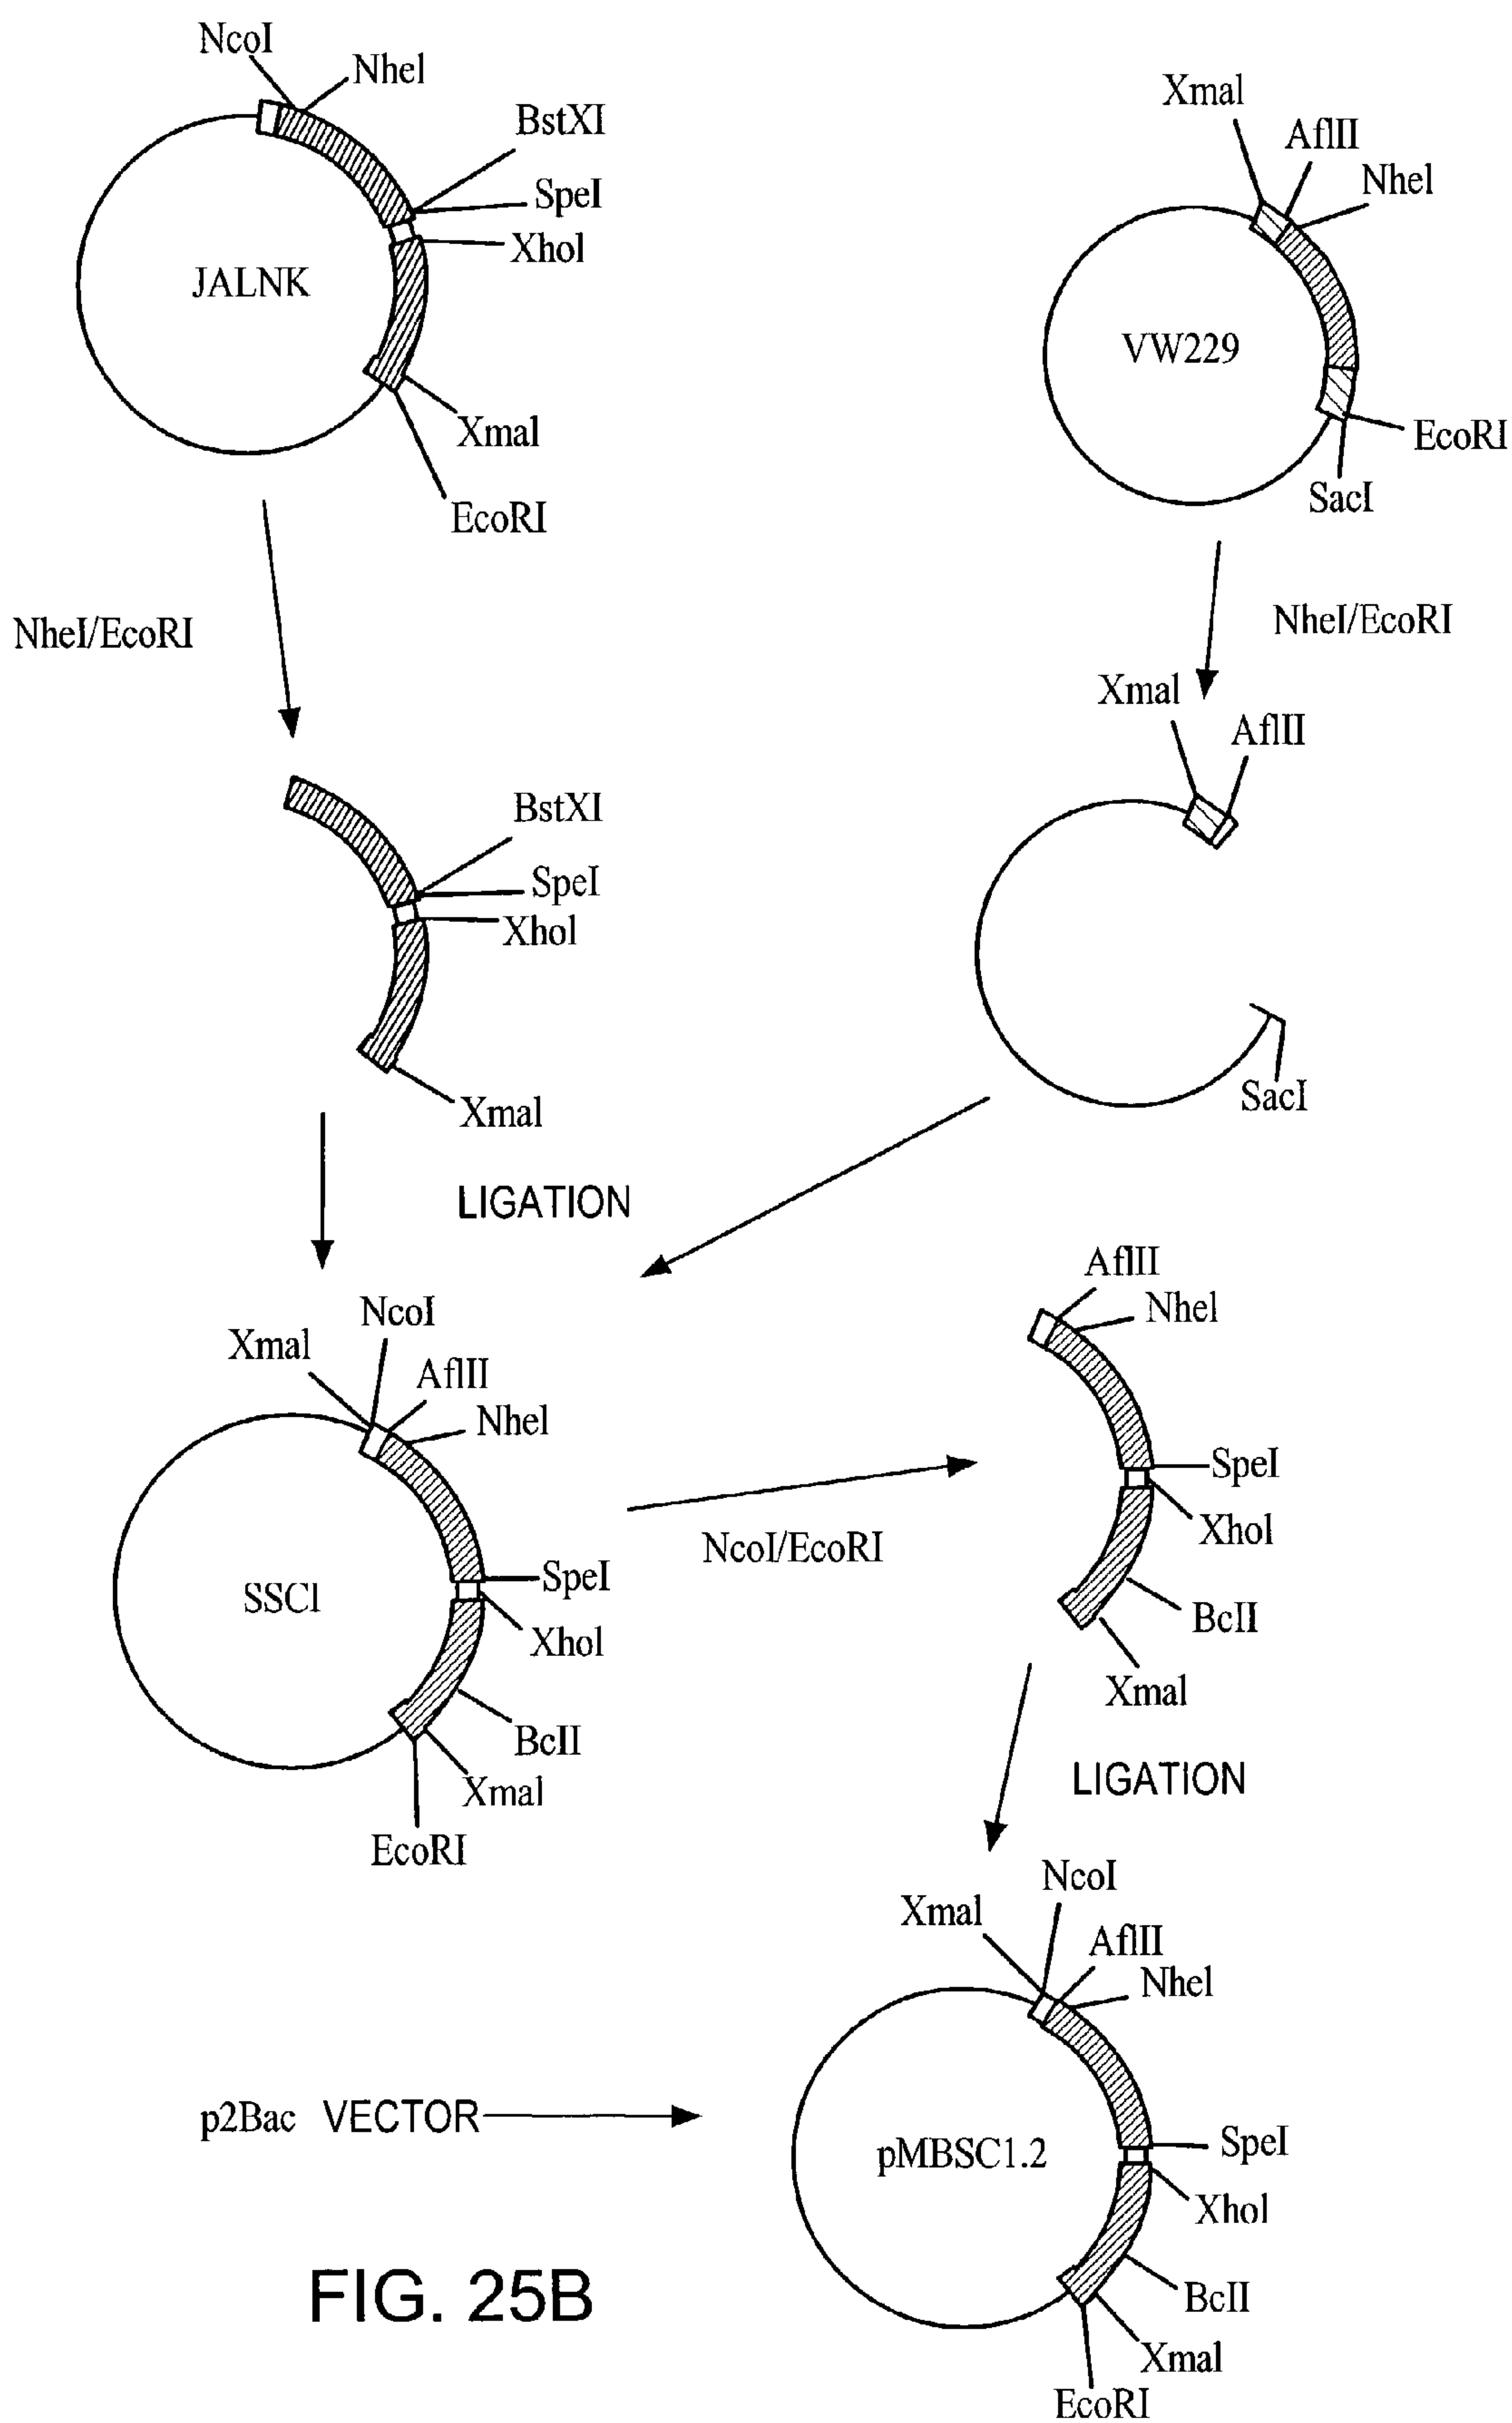 NcoI
NheI
BstXI
SpeI
XhoI
JALNK
XmaI
EcoRI
XmaI
AflII
NheI
VW229
EcoRI
SacI
NheI/EcoRI
NheI/EcoRI
BstXI
SpeI
XhoI
XmaI
XmaI
AflII
SacI
LIGATION
XmaI
NcoI
AflII
NheI
SSC1
SpeI
XhoI
BclI
XmaI
EcoRI
NcoI/EcoRI
AflII
NheI
SpeI
XhoI
BclI
XmaI
LIGATION
p2Bac VECTOR
XmaI
NcoI
AflII
NheI
pMBSC1.2
SpeI
XhoI
BclI
XmaI
EcoRI
FIG. 25B